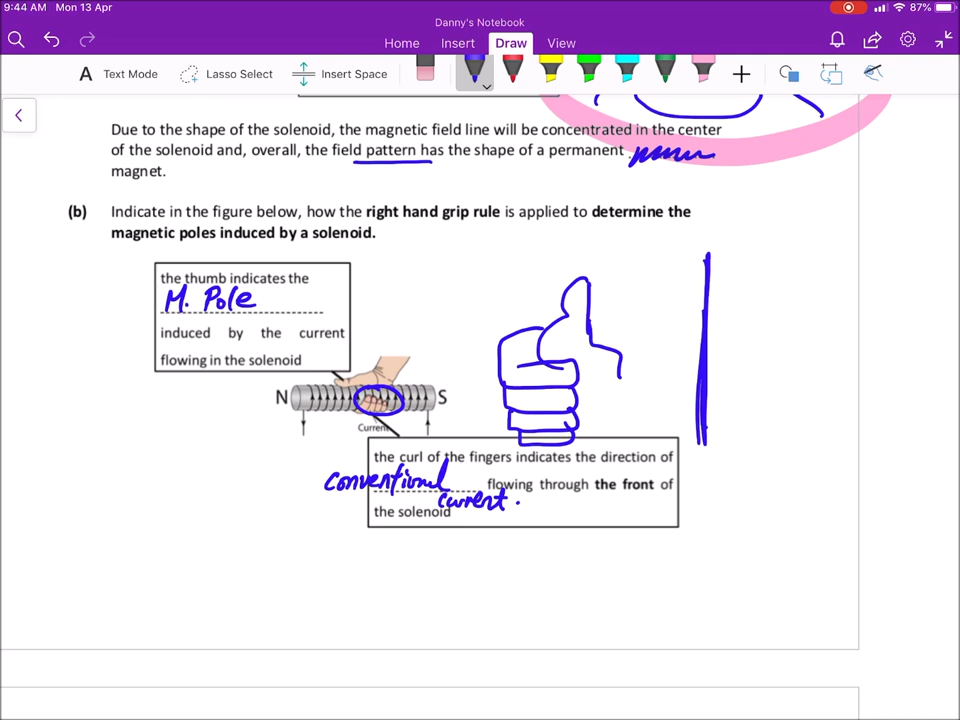 9:44 AM Mon 13 Apr
87%
Danny's Notebook
Home Insert Draw View
A Text Mode Lasso Select Insert Space
Due to the shape of the solenoid, the magnetic field line will be concentrated in the center
of the solenoid and, overall, the field pattern has the shape of a permanent
magnet.
(b) Indicate in the figure below, how the right hand grip rule is applied to determine the
magnetic poles induced by a solenoid.
the thumb indicates the
M. Pole
induced by the current
flowing in the solenoid
N S
Current
the curl of the fingers indicates the direction of
conventional flowing through the front of
current.
the solenoid